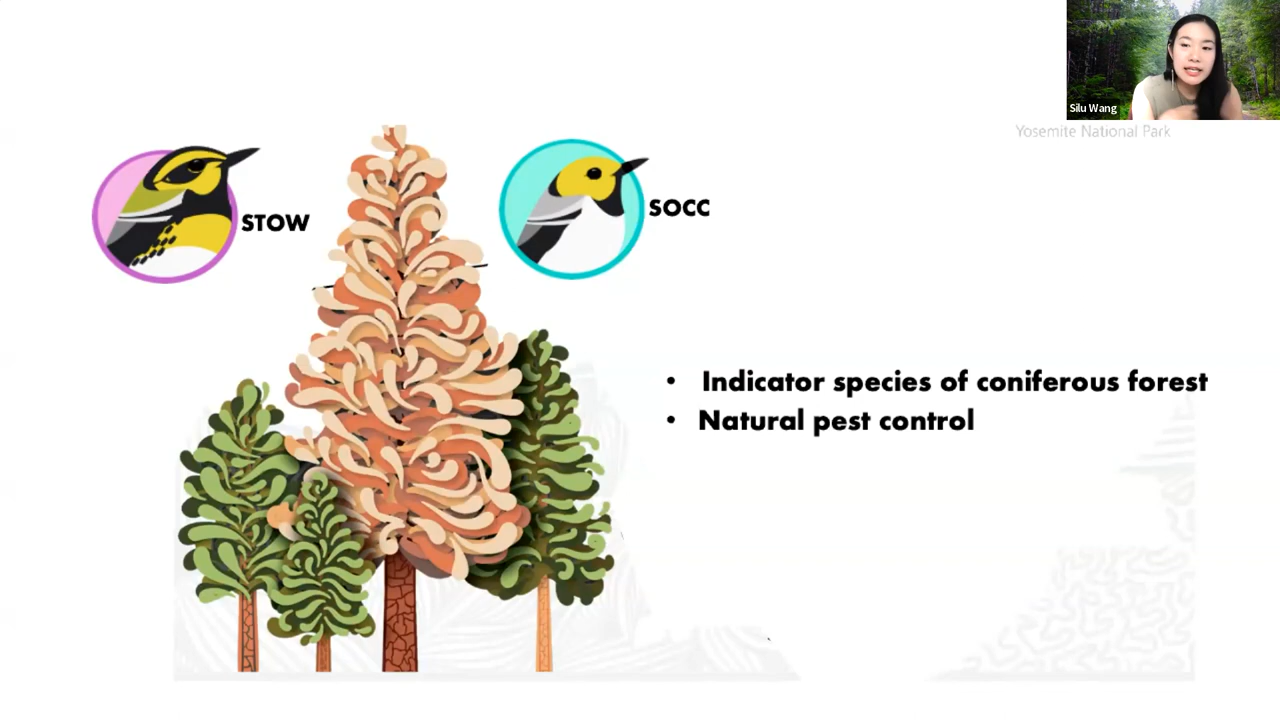 Silu Wang
Yosemite National Park
STOW
SOCC
• Indicator species of coniferous forest
• Natural pest control